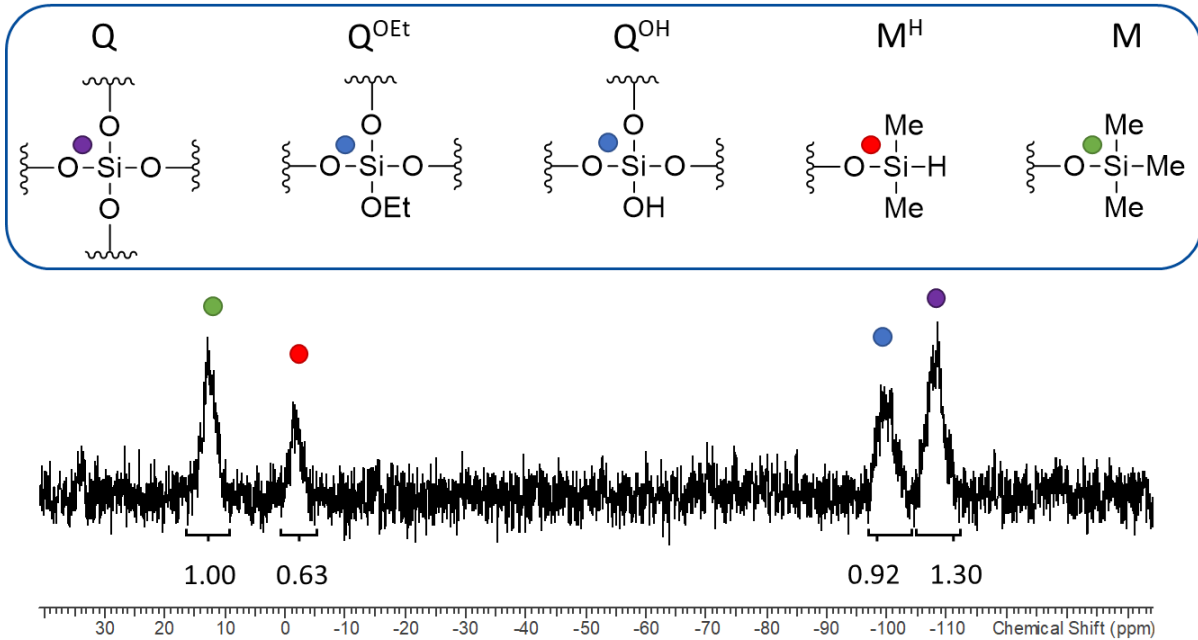 Q Q^OEt Q^OH M^H M
O O O Me Me
O Si O O Si O O Si O O Si H O Si Me
O OEt OH Me Me
1.00 0.63 0.92 1.30
30 20 10 0 -10 -20 -30 -40 -50 -60 -70 -80 -90 -100 -110 Chemical Shift (ppm)